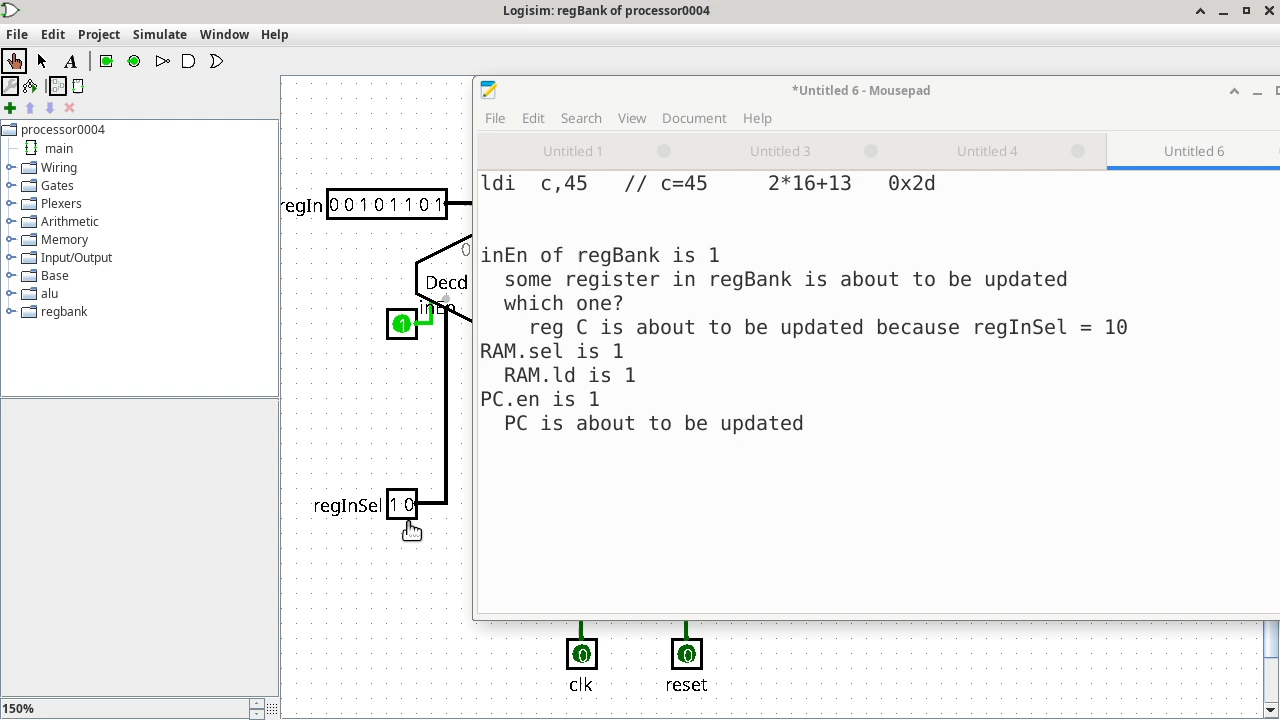 Logisim: regBank of processor0004
File Edit Project Simulate Window Help
A
processor0004
main
Wiring
Gates
Plexers
Arithmetic
Memory
Input/Output
Base
alu
regbank
150%
regIn 0 0 1 0 1 1 0 1
0
Decd
inEn
1
regInSel 1 0
0
clk
0
reset
*Untitled 6 - Mousepad
File Edit Search View Document Help
Untitled 1 Untitled 3 Untitled 4 Untitled 6
ldi c,45 // c=45 2*16+13 0x2d
inEn of regBank is 1
some register in regBank is about to be updated
which one?
reg C is about to be updated because regInSel = 10
RAM.sel is 1
RAM.ld is 1
PC.en is 1
PC is about to be updated